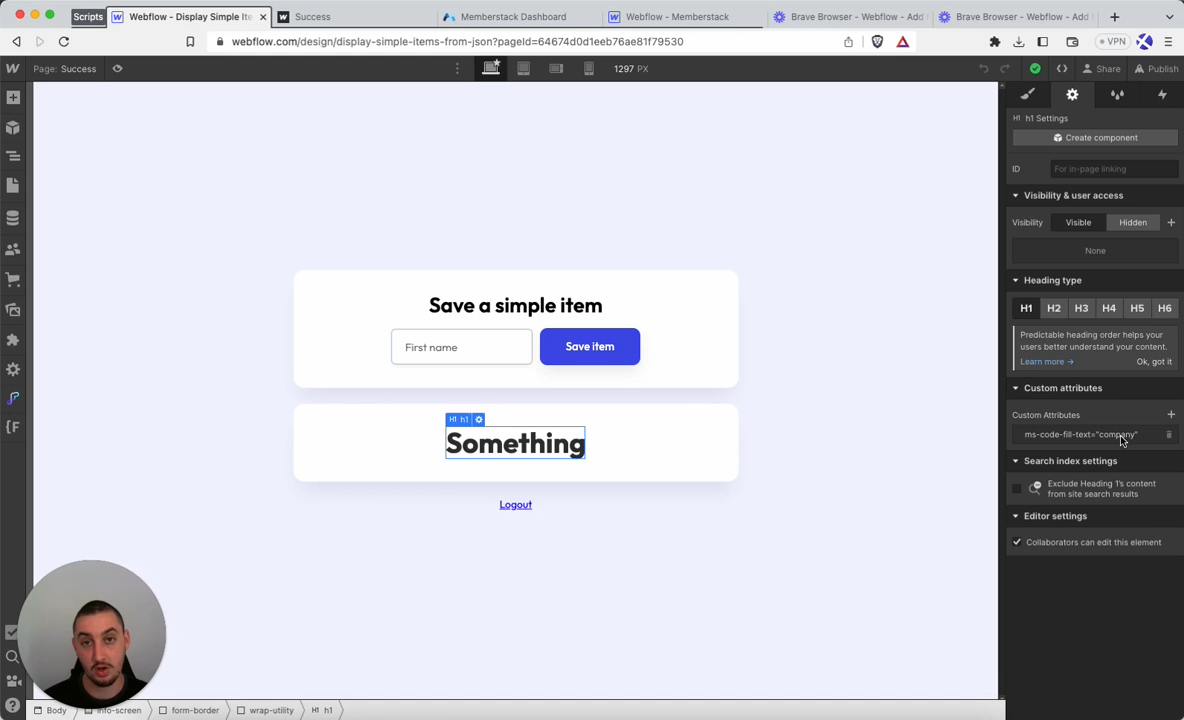 Scripts
Webflow - Display Simple Ite
Success
Memberstack Dashboard
Webflow - Memberstack
Brave Browser - Webflow - Add
Brave Browser - Webflow - Add
webflow.com/design/display-simple-items-from-json?pageId=64674d0d1eeb76ae81f79530
VPN
Page: Success
1297 PX
Share
Publish
H1 h1 Settings
Create component
ID
For in-page linking
Visibility & user access
Visibility
Visible
Hidden
None
Heading type
H1 H2 H3 H4 H5 H6
Predictable heading order helps your
users better understand your content.
Learn more →
Ok, got it
Custom attributes
Custom Attributes
ms-code-fill-text="company"
Search index settings
Exclude Heading 1's content
from site search results
Editor settings
Collaborators can edit this element
Save a simple item
First name
Save item
H1 h1
Something
Logout
Body
info-screen
form-border
wrap-utility
H1 h1